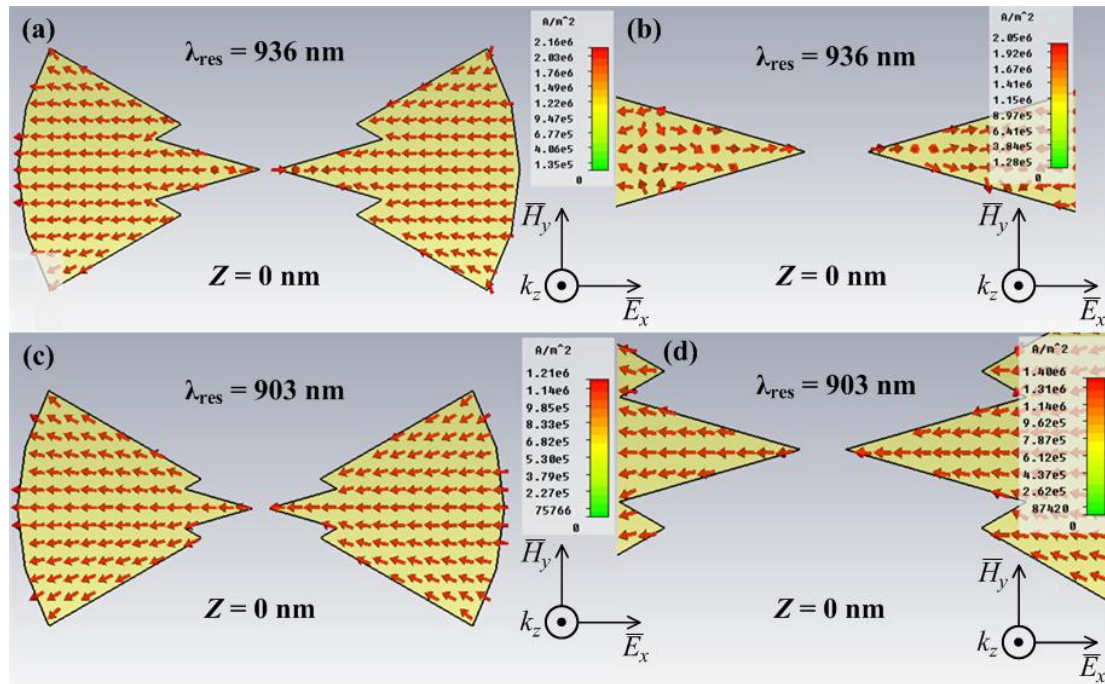 (a)
λres = 936 nm
A/m^2
2.16e6
2.03e6
1.76e6
1.49e6
1.22e6
9.47e5
6.77e5
4.06e5
1.35e5
0
H̅y
kz
E̅x
Z = 0 nm
(b)
λres = 936 nm
A/m^2
2.05e6
1.92e6
1.67e6
1.41e6
1.15e6
8.97e5
6.41e5
3.84e5
1.28e5
0
H̅y
kz
E̅x
Z = 0 nm
(c)
λres = 903 nm
A/m^2
1.21e6
1.14e6
9.85e5
8.33e5
6.82e5
5.30e5
3.79e5
2.27e5
75766
0
H̅y
kz
E̅x
Z = 0 nm
(d)
λres = 903 nm
A/m^2
1.40e6
1.31e6
1.14e6
9.62e5
7.87e5
6.12e5
4.37e5
2.62e5
87420
0
H̅y
kz
E̅x
Z = 0 nm